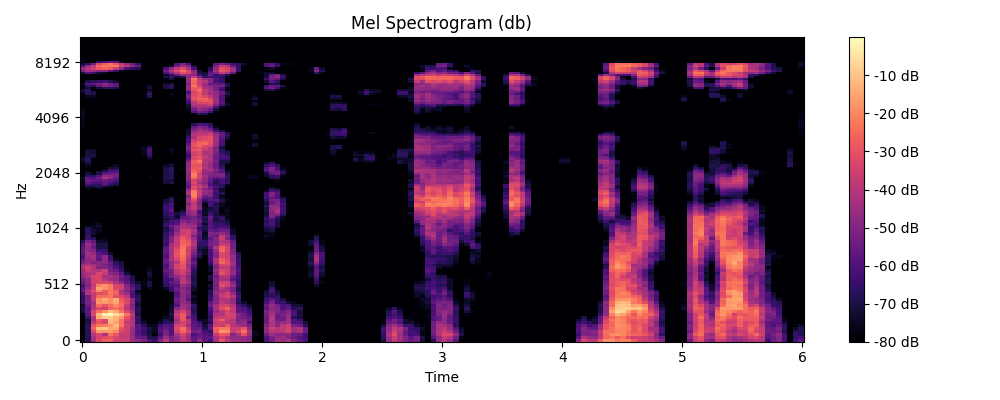 Mel Spectrogram (db)
8192
4096
2048
1024
512
0
Hz
0 1 2 3 4 5 6
Time
-10 dB
-20 dB
-30 dB
-40 dB
-50 dB
-60 dB
-70 dB
-80 dB